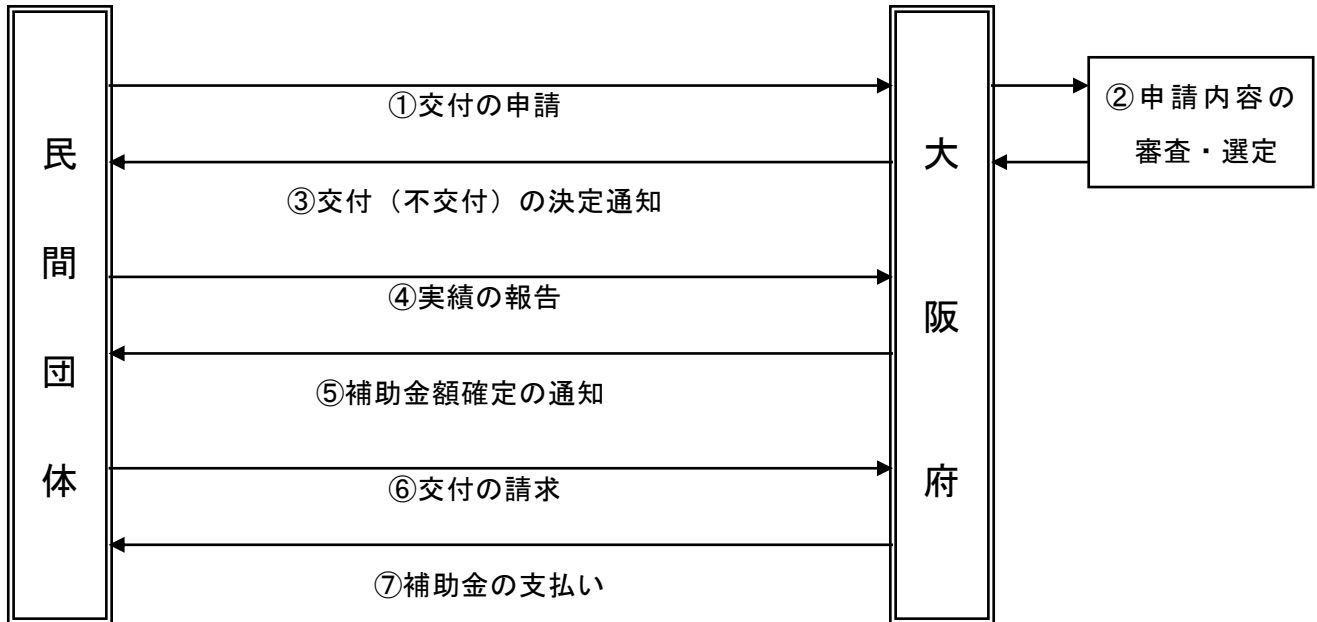 民間団体
①交付の申請
大阪府
②申請内容の
審査・選定
③交付（不交付）の決定通知
④実績の報告
⑤補助金額確定の通知
⑥交付の請求
⑦補助金の支払い